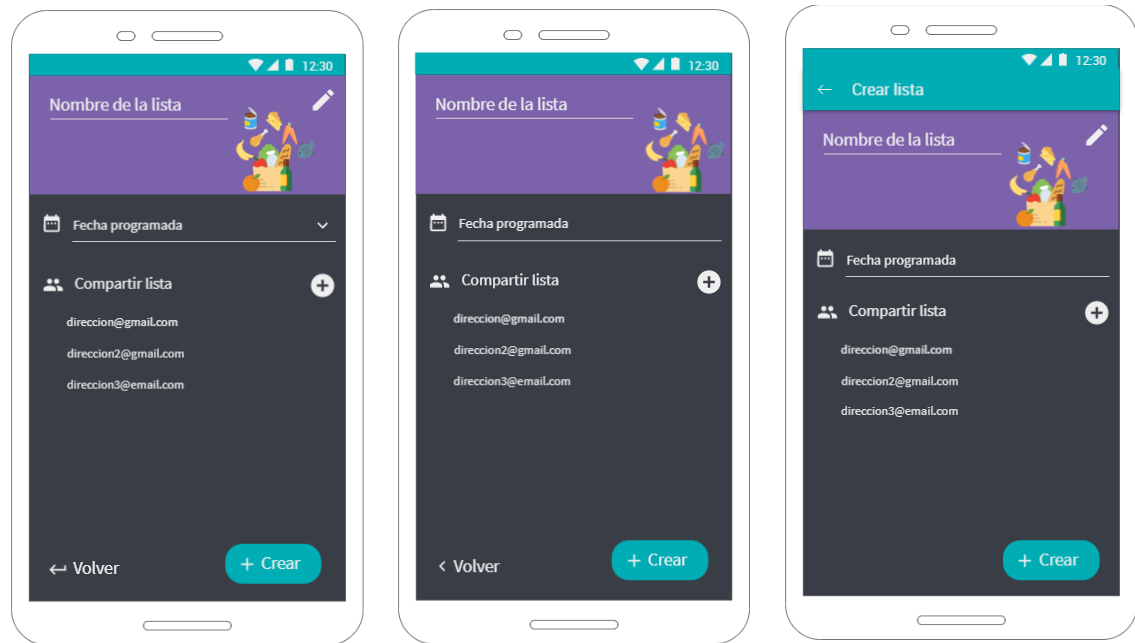 12:30
Nombre de la lista
Fecha programada
Compartir lista
direccion@gmail.com
direccion2@gmail.com
direccion3@email.com
Volver
+ Crear
12:30
Nombre de la lista
Fecha programada
Compartir lista
direccion@gmail.com
direccion2@gmail.com
direccion3@email.com
Volver
+ Crear
12:30
Crear lista
Nombre de la lista
Fecha programada
Compartir lista
direccion@gmail.com
direccion2@gmail.com
direccion3@email.com
+ Crear